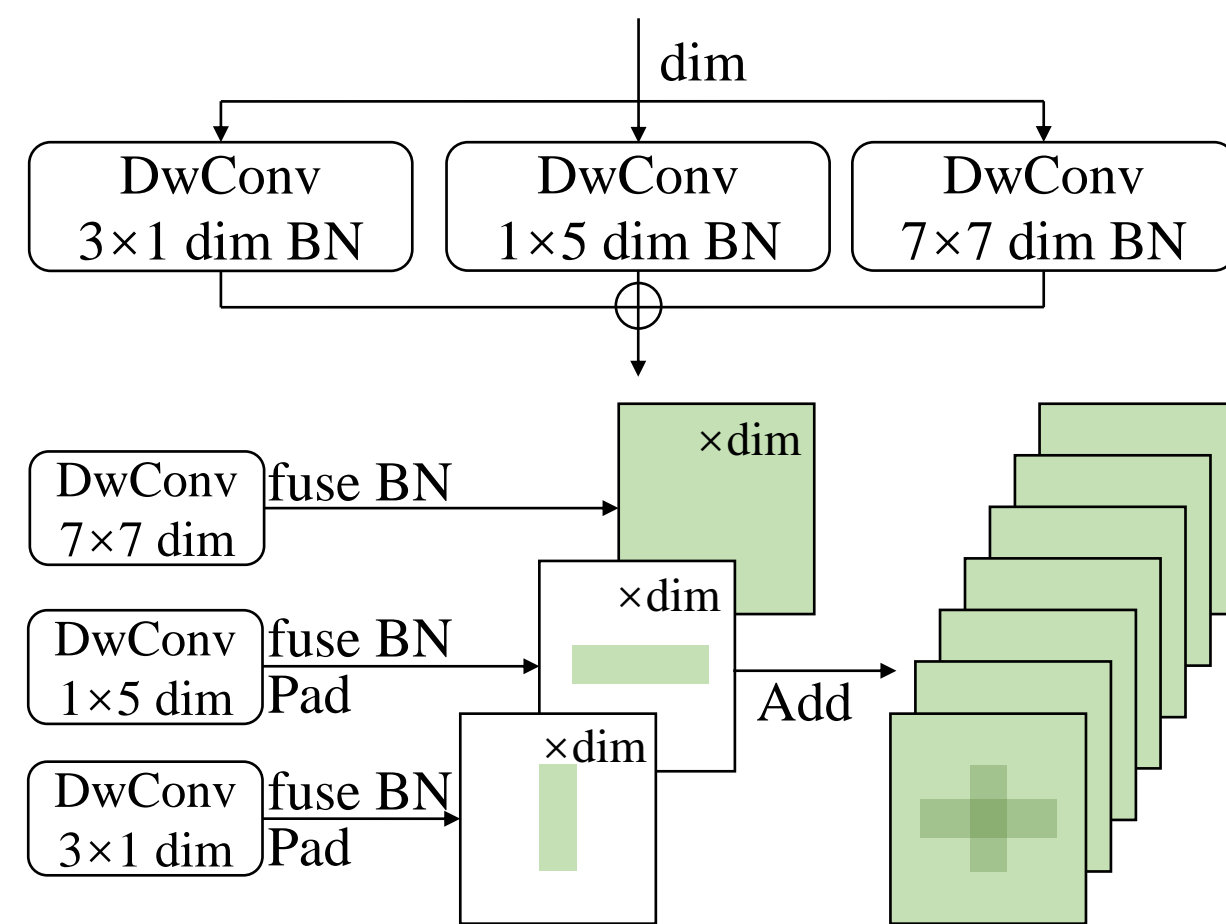 dim
DwConv
3×1 dim BN
DwConv
1×5 dim BN
DwConv
7×7 dim BN
×dim
DwConv
7×7 dim
fuse BN
×dim
DwConv
1×5 dim
fuse BN
Pad
Add
×dim
DwConv
3×1 dim
fuse BN
Pad